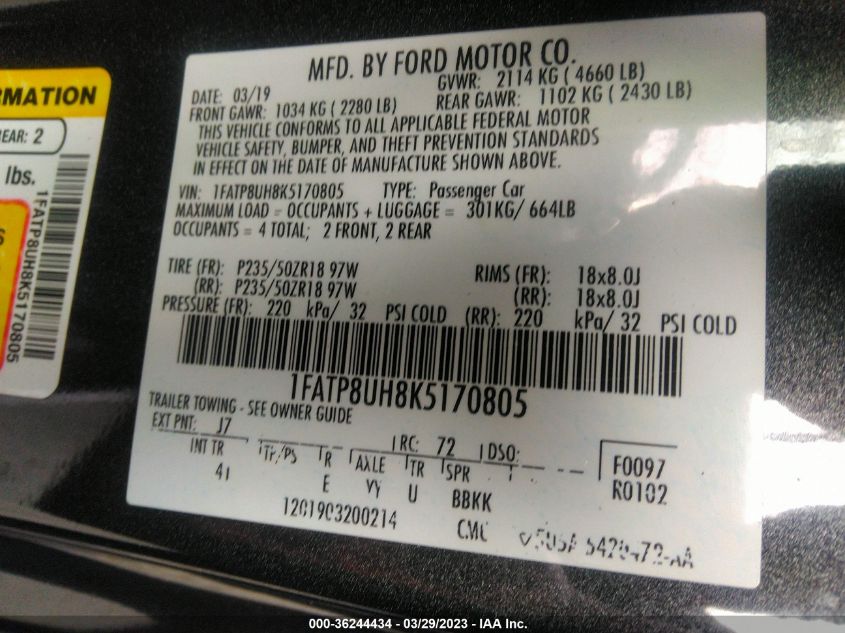 MFD. BY FORD MOTOR CO.
DATE: 03/19 GVWR: 2114 KG ( 4660 LB)
FRONT GAWR: 1034 KG ( 2280 LB) REAR GAWR: 1102 KG ( 2430 LB)
THIS VEHICLE CONFORMS TO ALL APPLICABLE FEDERAL MOTOR
VEHICLE SAFETY, BUMPER, AND THEFT PREVENTION STANDARDS
IN EFFECT ON THE DATE OF MANUFACTURE SHOWN ABOVE.
VIN: 1FATP8UH8K5170805 TYPE: Passenger Car
MAXIMUM LOAD = OCCUPANTS + LUGGAGE = 301KG/ 664LB
OCCUPANTS = 4 TOTAL; 2 FRONT, 2 REAR
TIRE (FR): P235/50ZR18 97W RIMS (FR): 18x8.0J
(RR): P235/50ZR18 97W (RR): 18x8.0J
PRESSURE (FR): 220 kPa/ 32 PSI COLD (RR): 220 kPa/ 32 PSI COLD
1FATP8UH8K5170805
TRAILER TOWING - SEE OWNER GUIDE
EXT PNT: J7 RC: 72 DSO:
INT TR TP/PS R AXLE TR SPR
4I E YY U BBKK
F0097
R0102
1201903200214
RMATION
EAR: 2
lbs.
S
1FATP8UH8K5170805
000-36244434 - 03/29/2023 - IAA Inc.